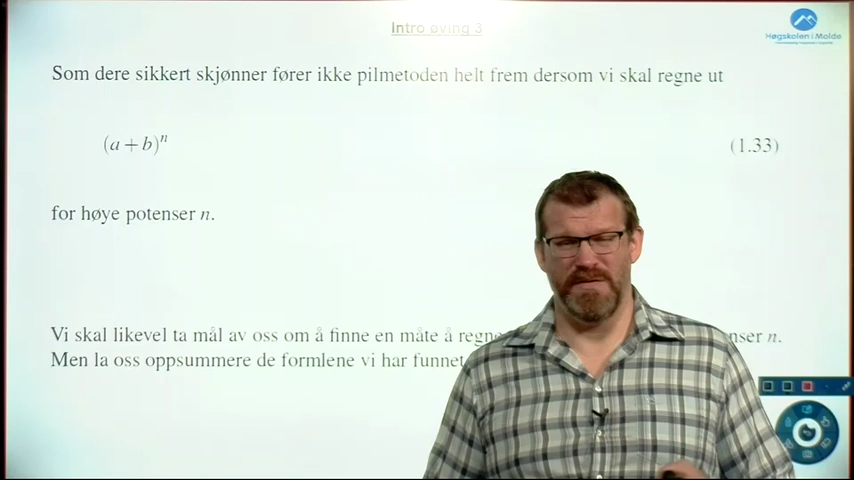 Intro øving 3
Høgskolen i Molde
Som dere sikkert skjønner fører ikke pilmetoden helt frem dersom vi skal regne ut
(a + b)ⁿ (1.33)
for høye potenser n.
Vi skal likevel ta mål av oss om å finne en måte å regne n.
Men la oss oppsummere de formlene vi har funnet